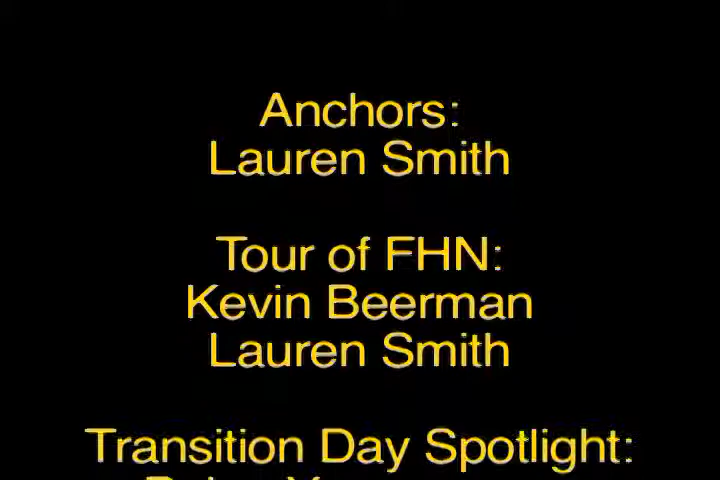 Anchors:
Lauren Smith
Tour of FHN:
Kevin Beerman
Lauren Smith
Transition Day Spotlight: